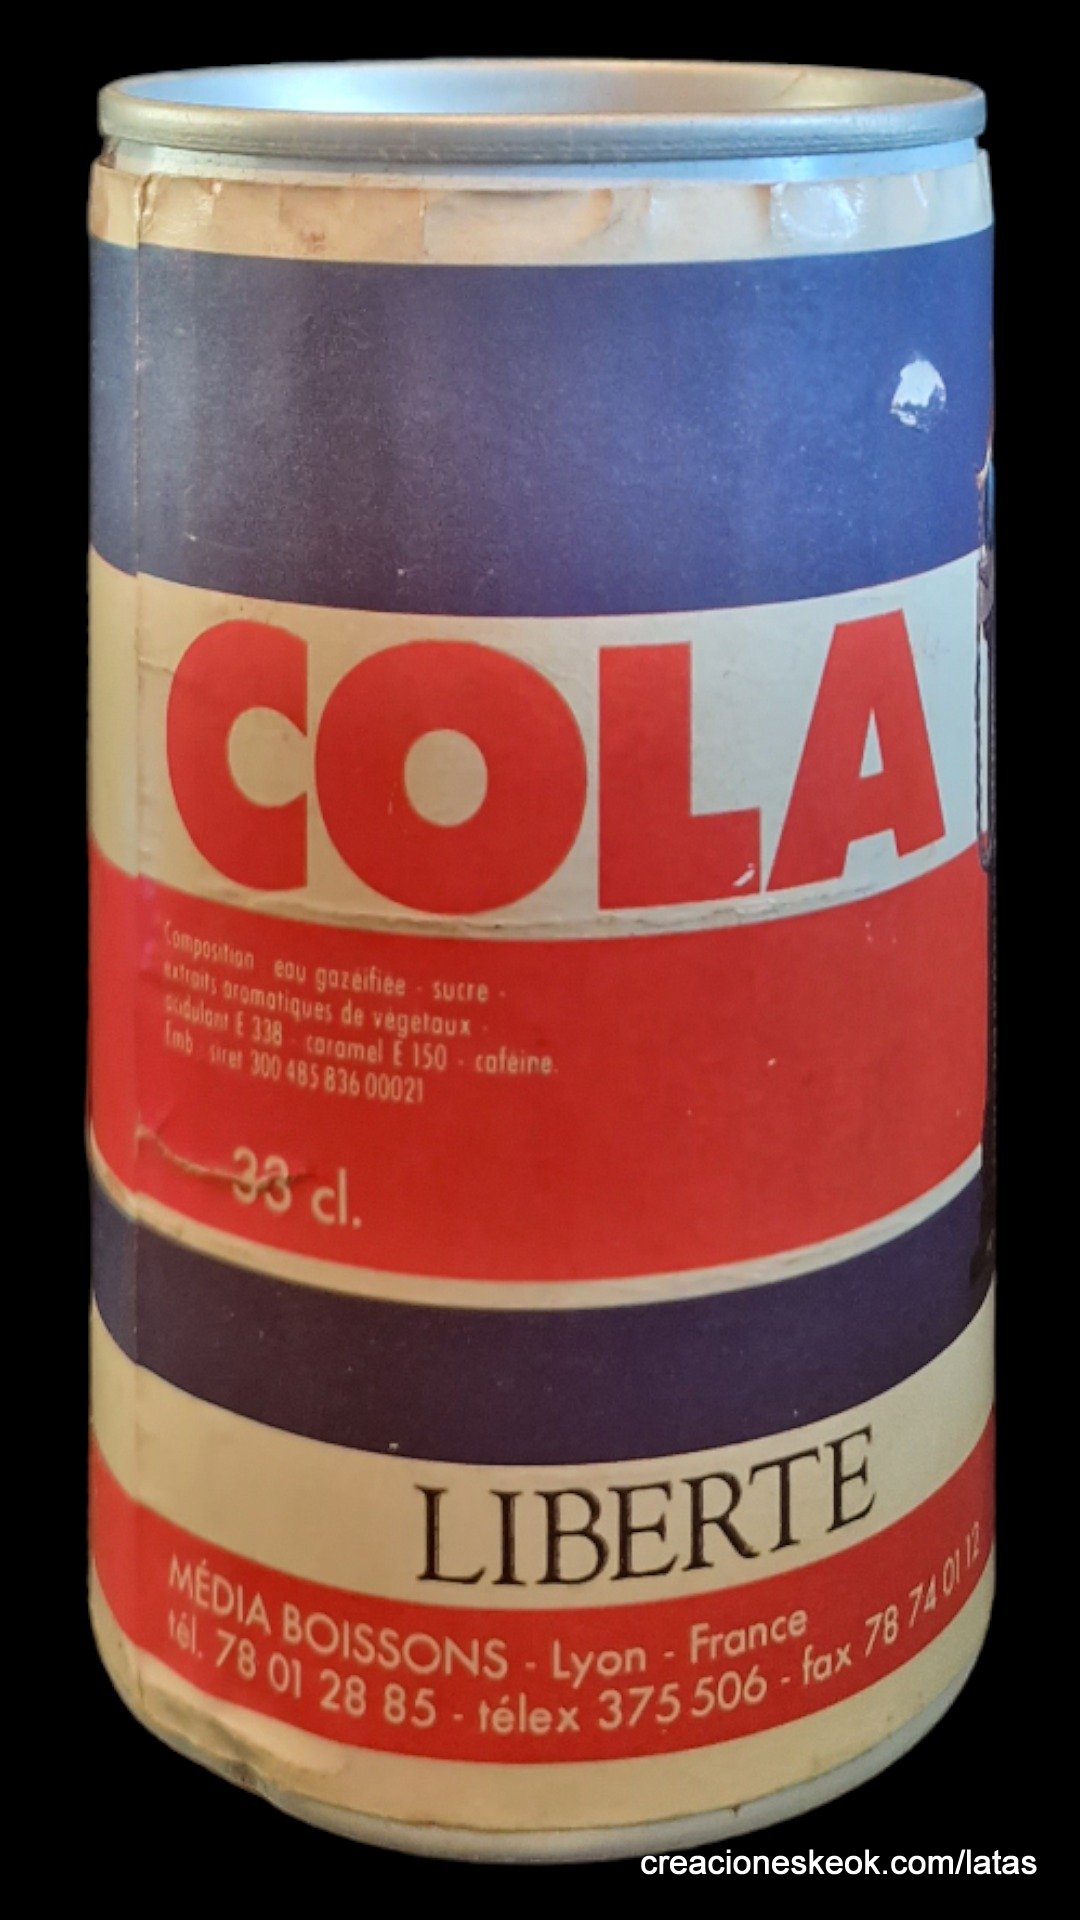 COLA
Composition eau gazéifiée - sucre -
extraits aromatiques de végétaux -
acidulant E 338 - caramel E 150 - caféine.
Emb siret 300 485 836 00021
33 cl.
LIBERTE
MÉDIA BOISSONS - Lyon - France
tél. 78 01 28 85 - télex 375 506 - fax 78 74 01 12
creacioneskeok.com/latas